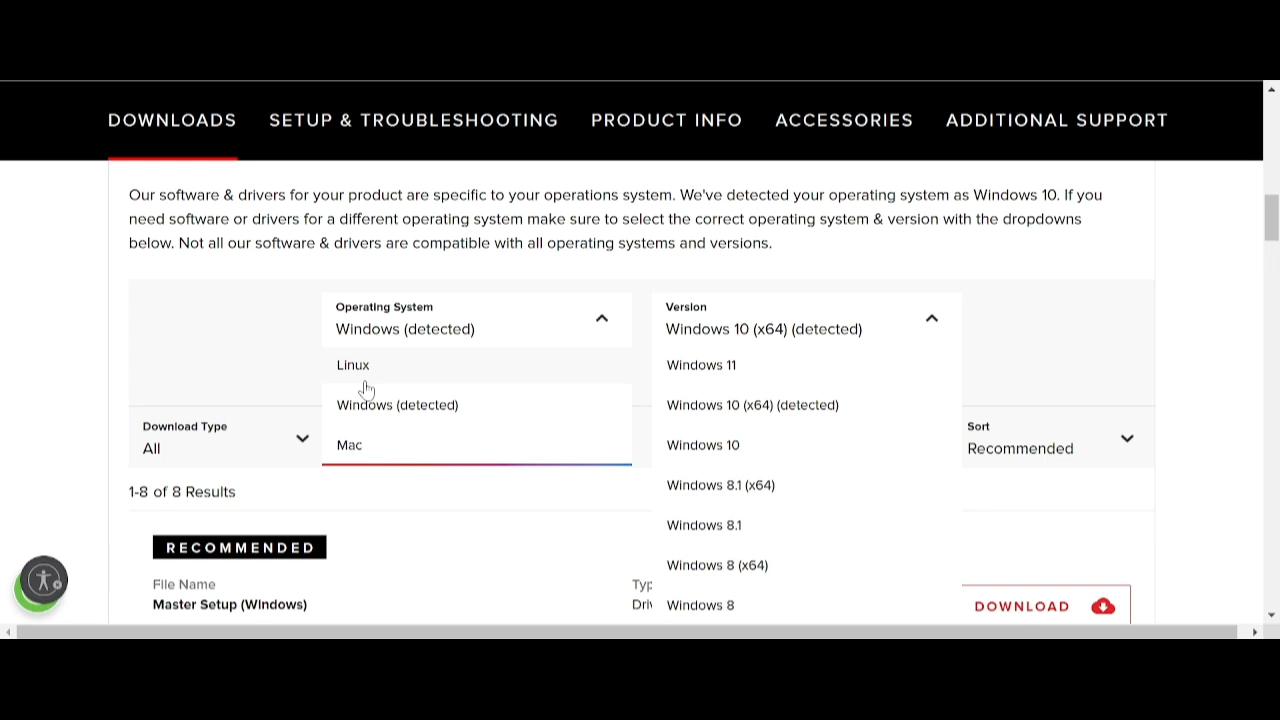 DOWNLOADS SETUP & TROUBLESHOOTING PRODUCT INFO ACCESSORIES ADDITIONAL SUPPORT
Our software & drivers for your product are specific to your operations system. We've detected your operating system as Windows 10. If you
need software or drivers for a different operating system make sure to select the correct operating system & version with the dropdowns
below. Not all our software & drivers are compatible with all operating systems and versions.
Operating System
Windows (detected)
Linux
Windows (detected)
Mac
Version
Windows 10 (x64) (detected)
Windows 11
Windows 10 (x64) (detected)
Windows 10
Windows 8.1 (x64)
Windows 8.1
Windows 8 (x64)
Windows 8
Download Type
All
Sort
Recommended
1-8 of 8 Results
RECOMMENDED
File Name
Master Setup (Windows)
DOWNLOAD